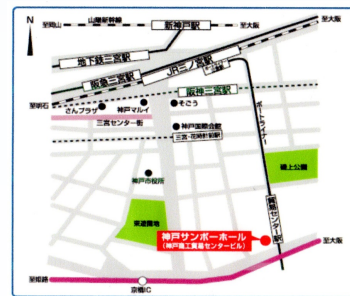 N
至岡山
山陽新幹線
新神戸駅
至大阪
地下鉄三宮駅
JR三ノ宮駅
至大阪
阪急三宮駅
阪神三宮駅
至明石
さんプラザ
神戸マルイ
そごう
三宮センター街
神戸国際会館
三宮・花時計前駅
ポートライナー
神戸市役所
磯上公園
東遊園地
貿易センター駅
神戸サンボーホール
(神戸商工貿易センタービル)
至大阪
至姫路
京橋IC